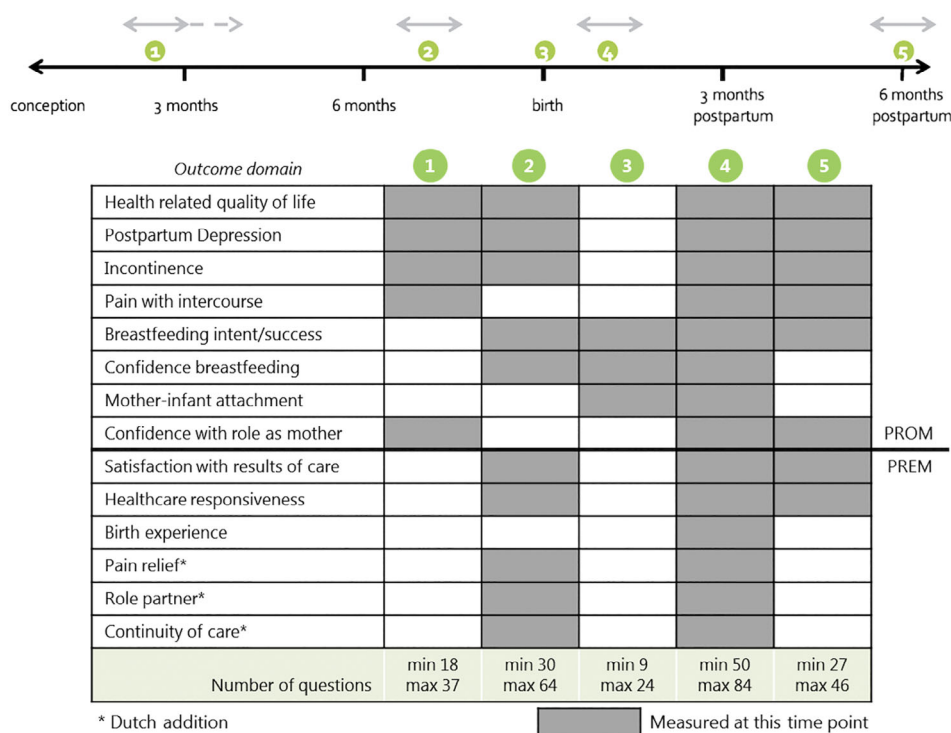 1 2 3 4 5
conception 3 months 6 months birth 3 months postpartum 6 months postpartum
Outcome domain 1 2 3 4 5
Health related quality of life
Postpartum Depression
Incontinence
Pain with intercourse
Breastfeeding intent/success
Confidence breastfeeding
Mother-infant attachment
Confidence with role as mother PROM
Satisfaction with results of care PREM
Healthcare responsiveness
Birth experience
Pain relief*
Role partner*
Continuity of care*
Number of questions min 18 max 37 min 30 max 64 min 9 max 24 min 50 max 84 min 27 max 46
* Dutch addition Measured at this time point